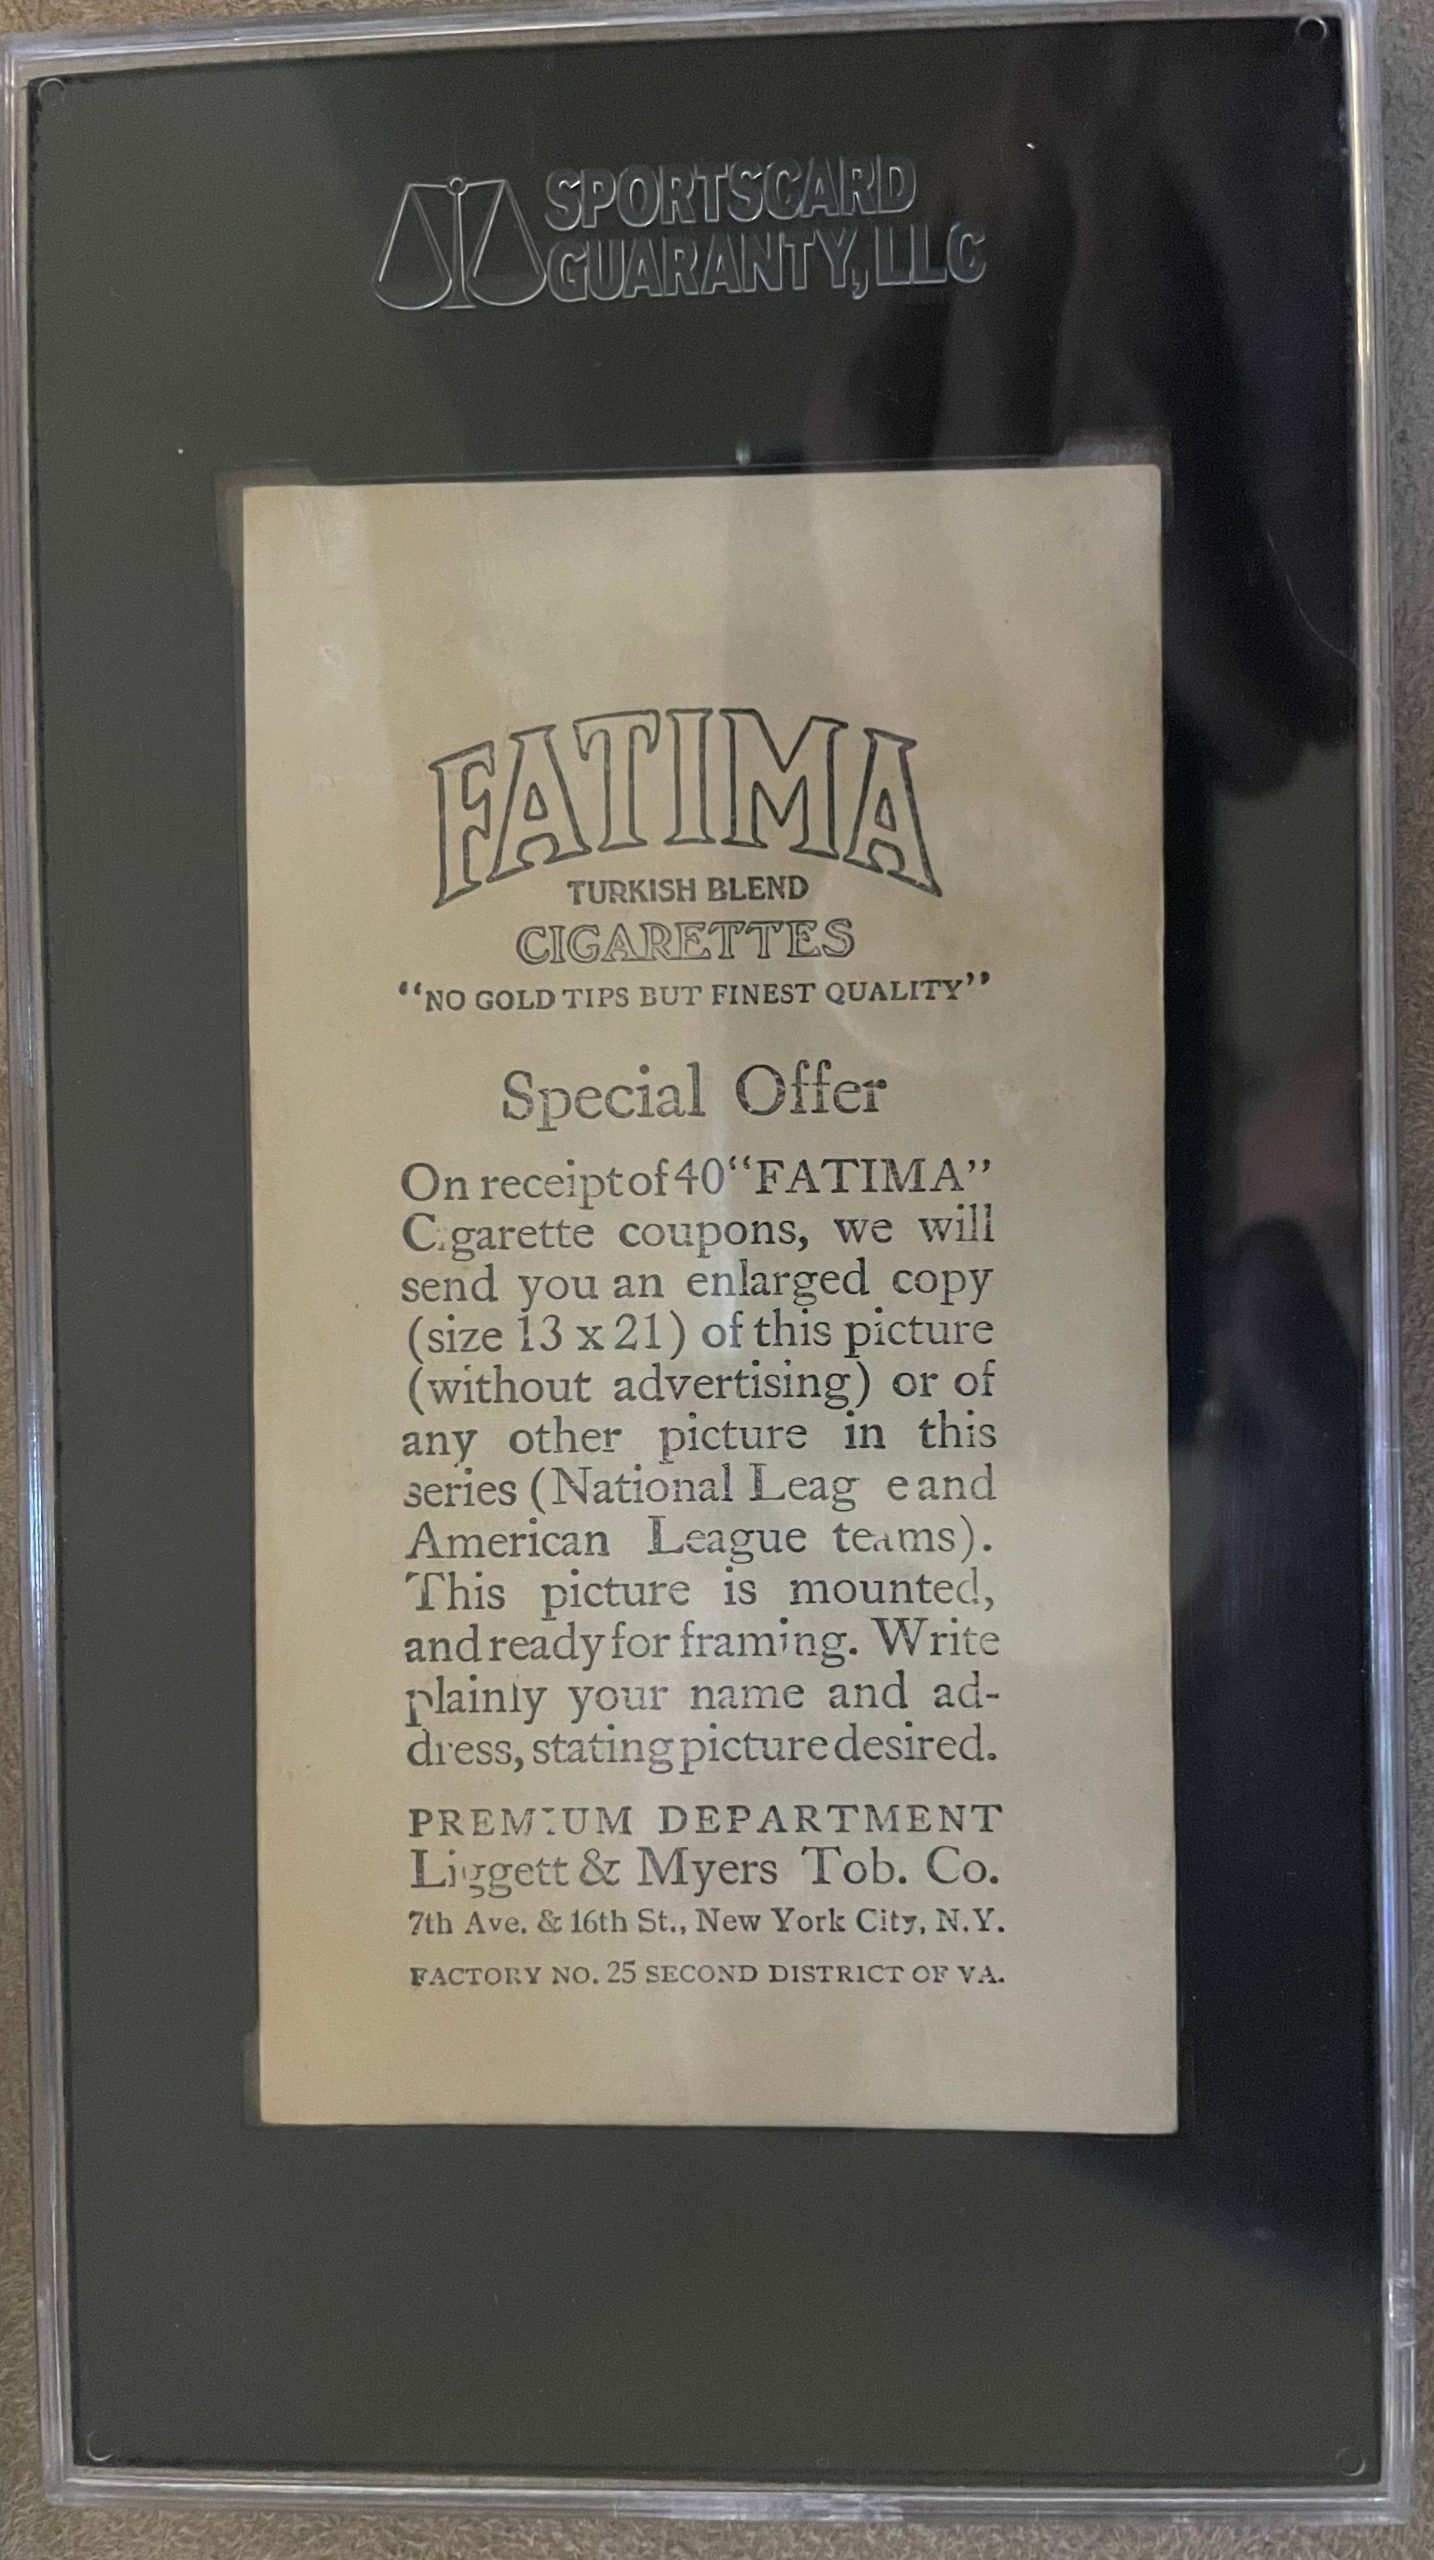 SPORTSCARD
GUARANTY, LLC
FATIMA
TURKISH BLEND
CIGARETTES
“NO GOLD TIPS BUT FINEST QUALITY”
Special Offer
On receipt of 40 “FATIMA”
Cigarette coupons, we will
send you an enlarged copy
(size 13 x 21) of this picture
(without advertising) or of
any other picture in this
series (National Leag e and
American League teams).
This picture is mounted,
and ready for framing. Write
plainly your name and ad-
dress, stating picture desired.
PREMIUM DEPARTMENT
Liggett & Myers Tob. Co.
7th Ave. & 16th St., New York City, N.Y.
FACTORY NO. 25 SECOND DISTRICT OF VA.